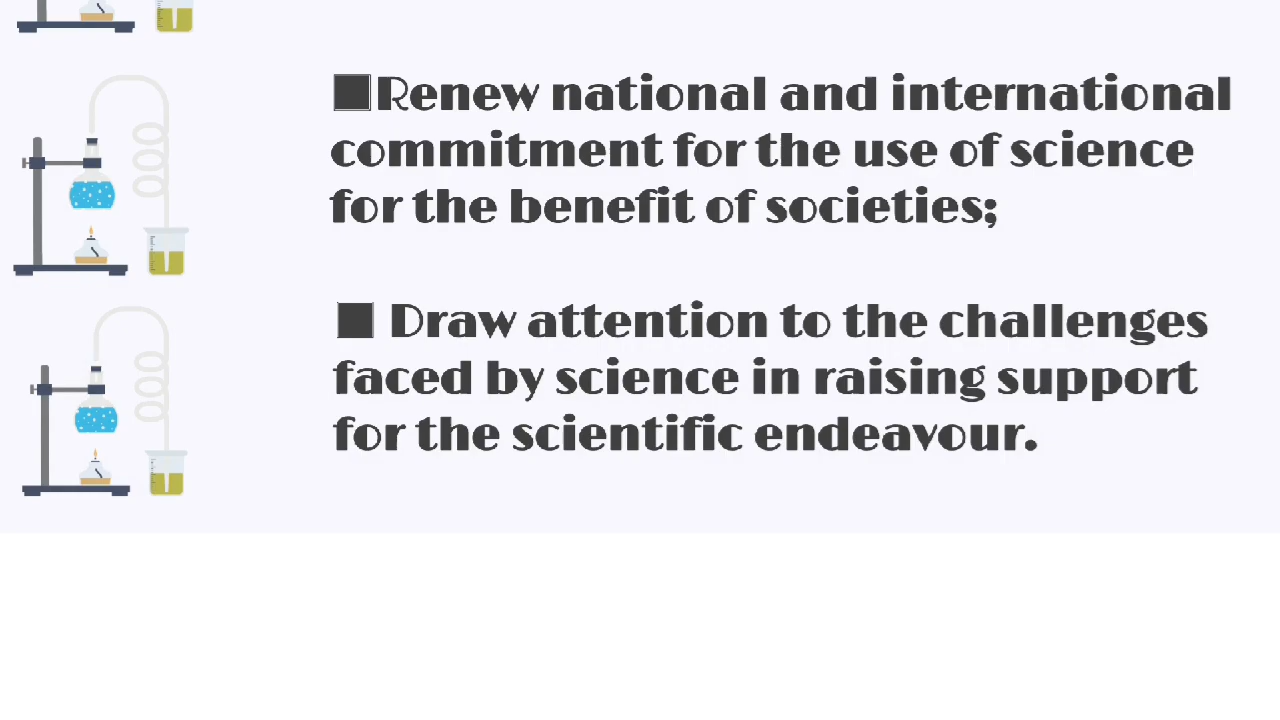 ■Renew national and international
commitment for the use of science
for the benefit of societies;
■ Draw attention to the challenges
faced by science in raising support
for the scientific endeavour.